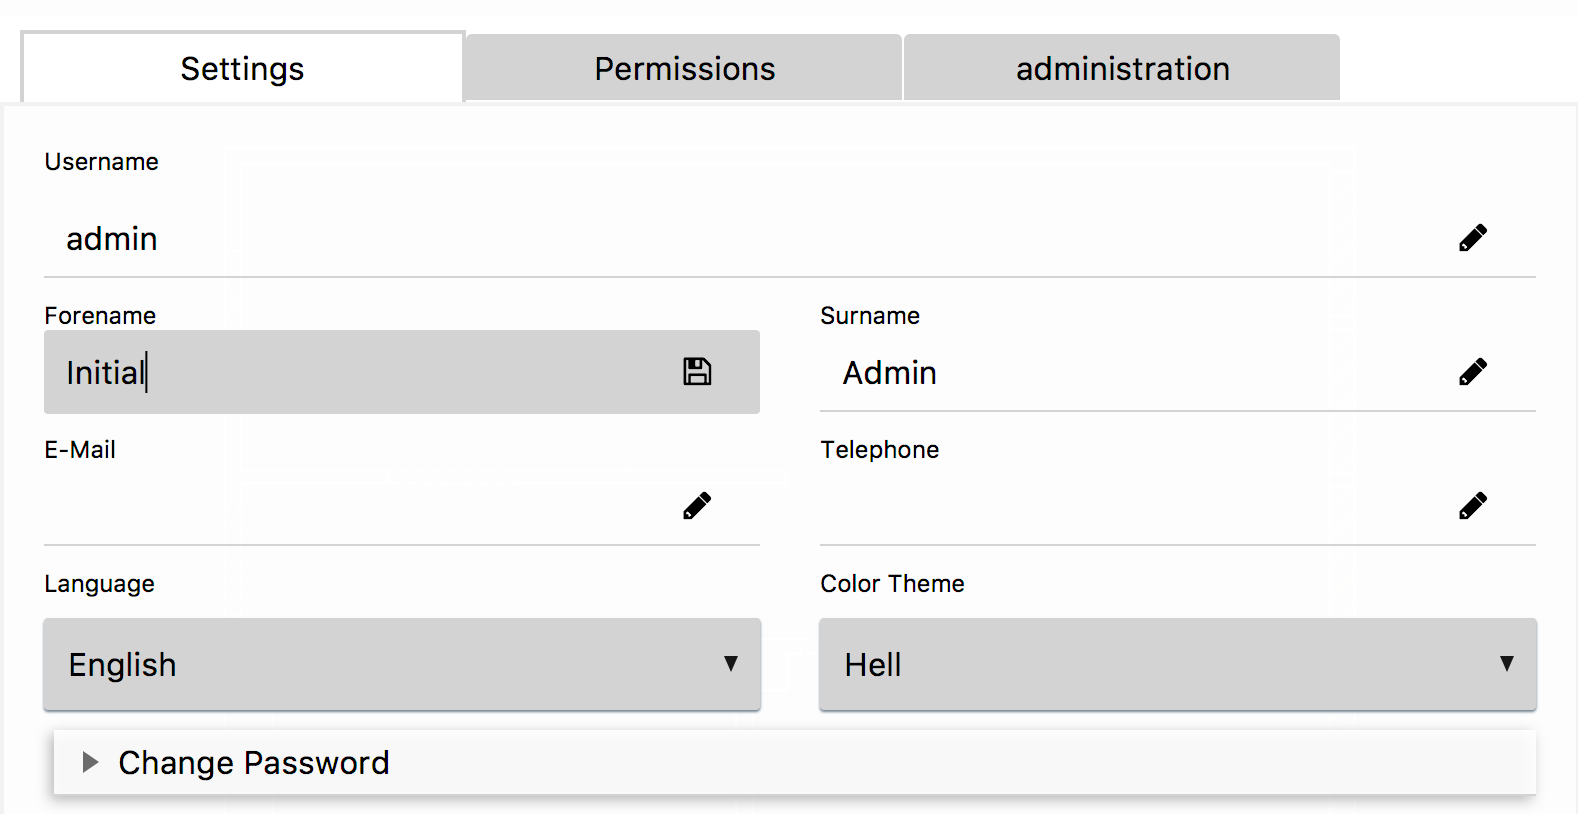 Settings Permissions administration
Username
admin
Forename Surname
Initial Admin
E-Mail Telephone
Language Color Theme
English Hell
Change Password